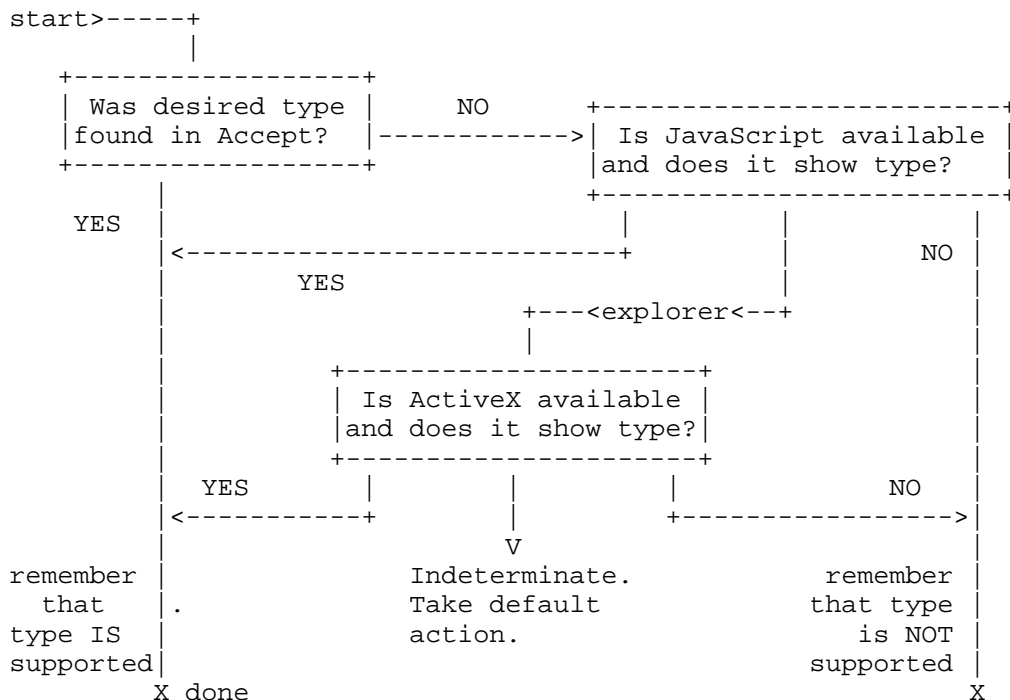 start>-----+
|
+------------------+
| Was desired type |      NO      +-------------------------+
|found in Accept?  |------------>| Is JavaScript available |
+------------------+              |and does it show type?   |
|                          +-------------------------+
YES  |                            |         |           |
|<---------------------------+         |        NO |
|        YES                           |           |
|                      +---<explorer<--+           |
|                      |                           |
|          +----------------------+                |
|          | Is ActiveX available |                |
|          |and does it show type?|                |
|          +----------------------+                |
|  YES       |        |         |             NO   |
|<-----------+        |         +----------------->|
|                     V                            |
remember |               Indeterminate.            remember |
that  |.              Take default             that type |
type IS  |               action.                     is NOT |
supported|                                        supported |
X done                                             X